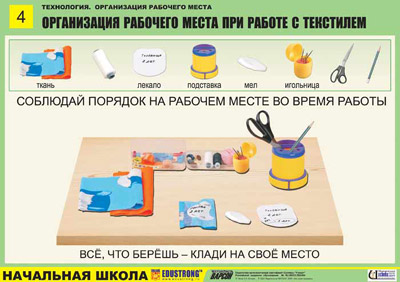 4
ТЕХНОЛОГИЯ. ОРГАНИЗАЦИЯ РАБОЧЕГО МЕСТА
ОРГАНИЗАЦИЯ РАБОЧЕГО МЕСТА ПРИ РАБОТЕ С ТЕКСТИЛЕМ
ткань лекало подставка мел игольница
СОБЛЮДАЙ ПОРЯДОК НА РАБОЧЕМ МЕСТЕ ВО ВРЕМЯ РАБОТЫ
ВСЁ, ЧТО БЕРЁШЬ – КЛАДИ НА СВОЁ МЕСТО
НАЧАЛЬНАЯ ШКОЛА
EDUSTRONG
ВАРСОН